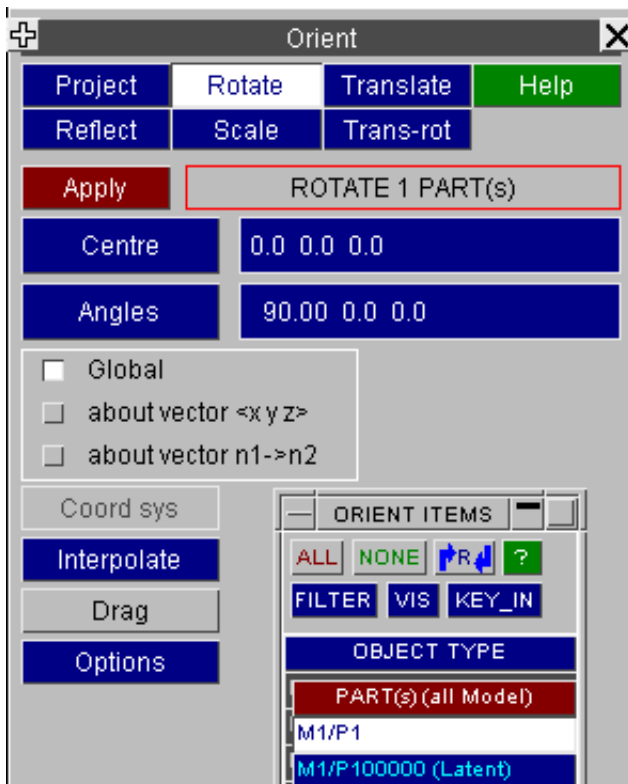 Orient
Project Rotate Translate Help
Reflect Scale Trans-rot
Apply ROTATE 1 PART(s)
Centre 0.0 0.0 0.0
Angles 90.00 0.0 0.0
Global
about vector <x y z>
about vector n1->n2
Coord sys
Interpolate
Drag
Options
ORIENT ITEMS
ALL NONE R ?
FILTER VIS KEY_IN
OBJECT TYPE
PART(s) (all Model)
M1/P1
M1/P100000 (Latent)